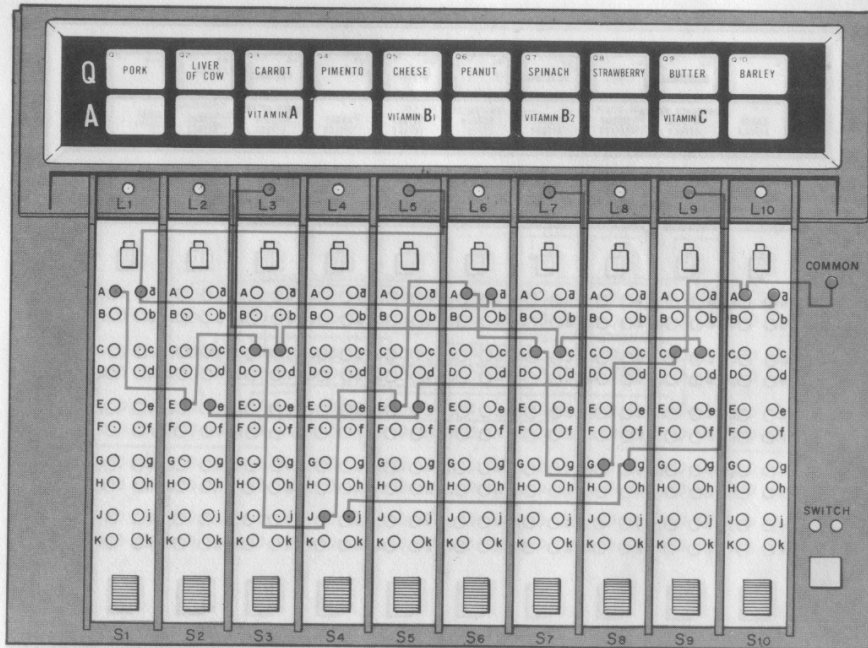 Q
Q1 Q2 Q3 Q4 Q5 Q6 Q7 Q8 Q9 Q10
PORK
LIVER
OF COW
CARROT
PIMENTO
CHEESE
PEANUT
SPINACH
STRAWBERRY
BUTTER
BARLEY
A
VITAMIN A
VITAMIN B1
VITAMIN B2
VITAMIN C
L1 L2 L3 L4 L5 L6 L7 L8 L9 L10
COMMON
A a A a A a A a A a A a A a A a A a A a
B b B b B b B b B b B b B b B b B b B b
C c C c C c C c C c C c C c C c C c C c
D d D d D d D d D d D d D d D d D d D d
E e E e E e E e E e E e E e E e E e E e
F f F f F f F f F f F f F f F f F f F f
G g G g G g G g G g G g G g G g G g G g
H h H h H h H h H h H h H h H h H h H h
J j J j J j J j J j J j J j J j J j J j
K k K k K k K k K k K k K k K k K k K k
SWITCH
S1 S2 S3 S4 S5 S6 S7 S8 S9 S10